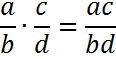 a/b · c/d = ac/bd